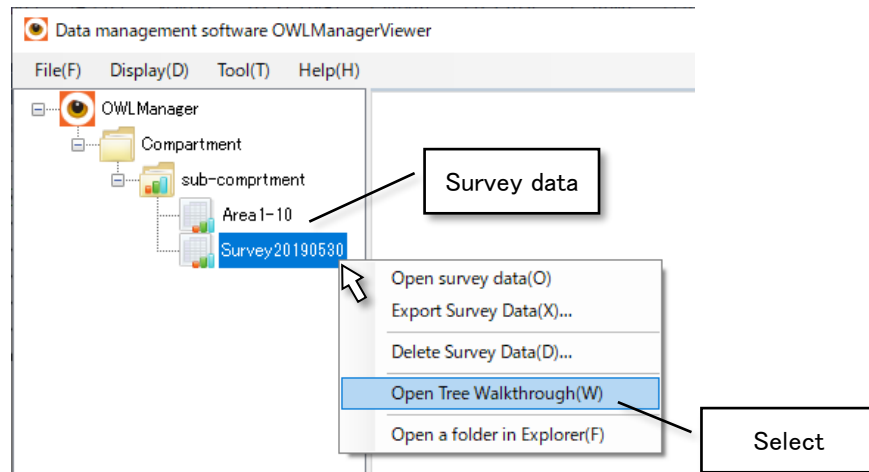 Data management software OWLManagerViewer
File(F) Display(D) Tool(T) Help(H)
OWLManager
Compartment
sub-comprtment
Area1-10
Survey20190530
Survey data
Open survey data(O)
Export Survey Data(X)...
Delete Survey Data(D)...
Open Tree Walkthrough(W)
Open a folder in Explorer(F)
Select